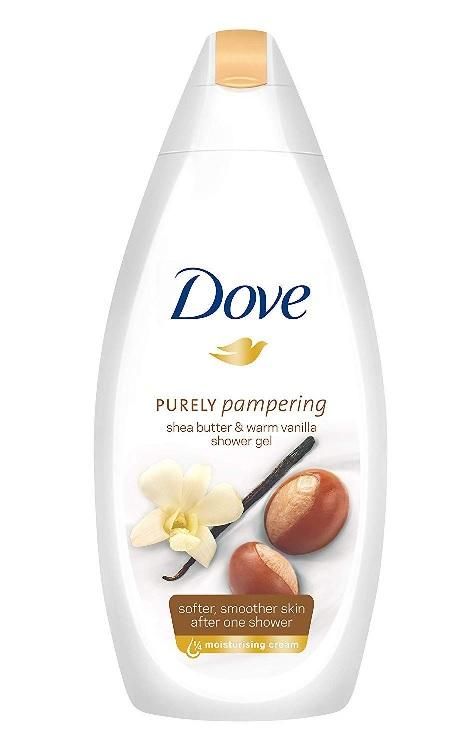 Dove
PURELY pampering
shea butter & warm vanilla
shower gel
softer, smoother skin
after one shower
¼ moisturising cream